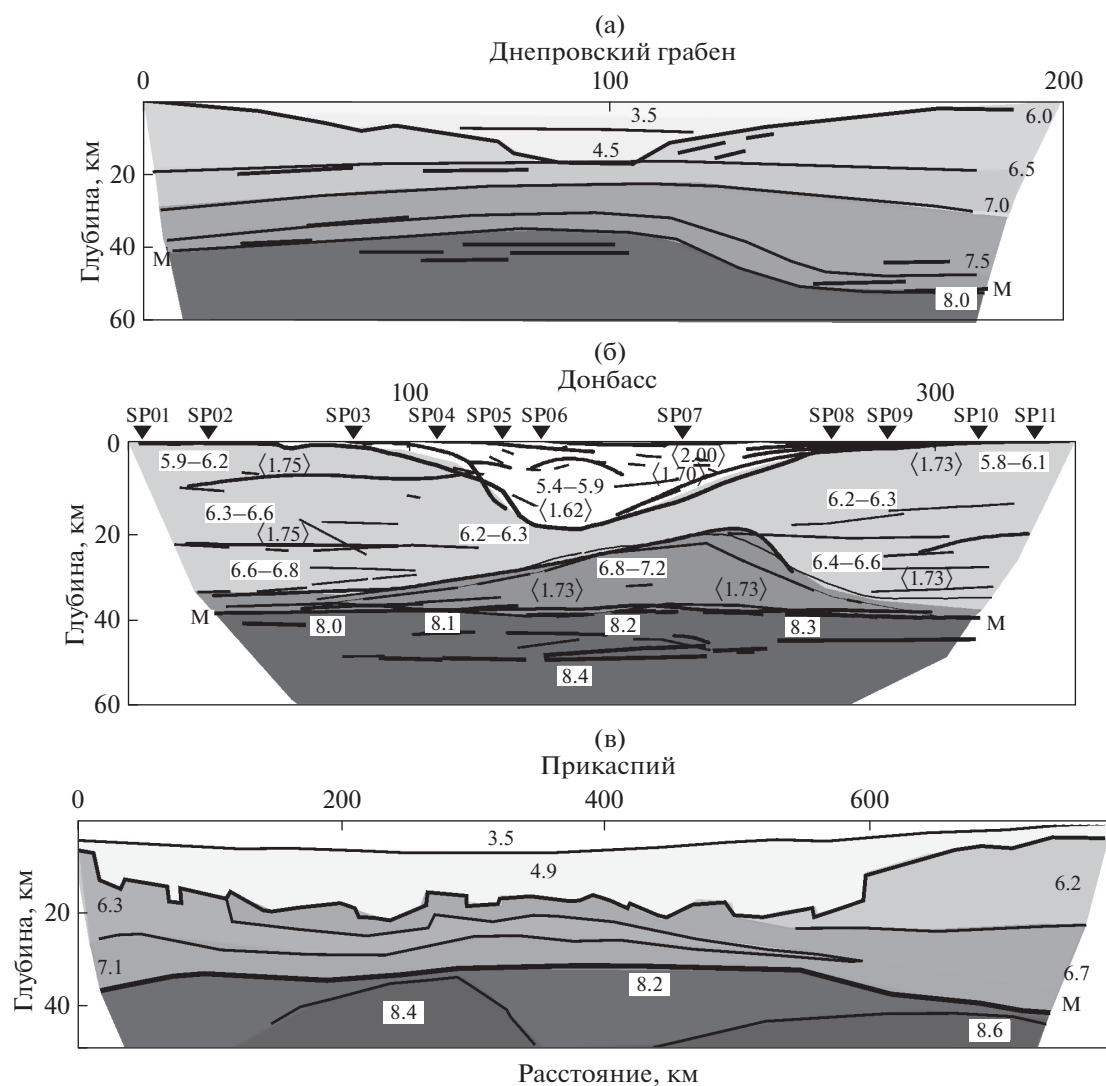 (а)
Днепровский грабен
0 100 200
3.5
6.0
4.5
20
6.5
7.0
Глубина, км
40
М
7.5
М
8.0
60
(б)
100 Донбасс 300
SP01 SP02 SP03 SP04 SP05 SP06 SP07 SP08 SP09 SP10 SP11
0
5.9–6.2 ⟨1.75⟩ ⟨2.00⟩ ⟨1.73⟩ 5.8–6.1
⟨1.70⟩
5.4–5.9
6.3–6.6 ⟨1.62⟩ 6.2–6.3
⟨1.75⟩ 6.2–6.3
20
Глубина, км
6.6–6.8 6.8–7.2 6.4–6.6
⟨1.73⟩ ⟨1.73⟩ ⟨1.73⟩
40
М 8.0 8.1 8.2 8.3 М
8.4
60
(в)
Прикаспий
0 200 400 600
3.5
4.9
6.2
6.3
20
Глубина, км
7.1
6.7
8.2
М
40
8.4
8.6
Расстояние, км